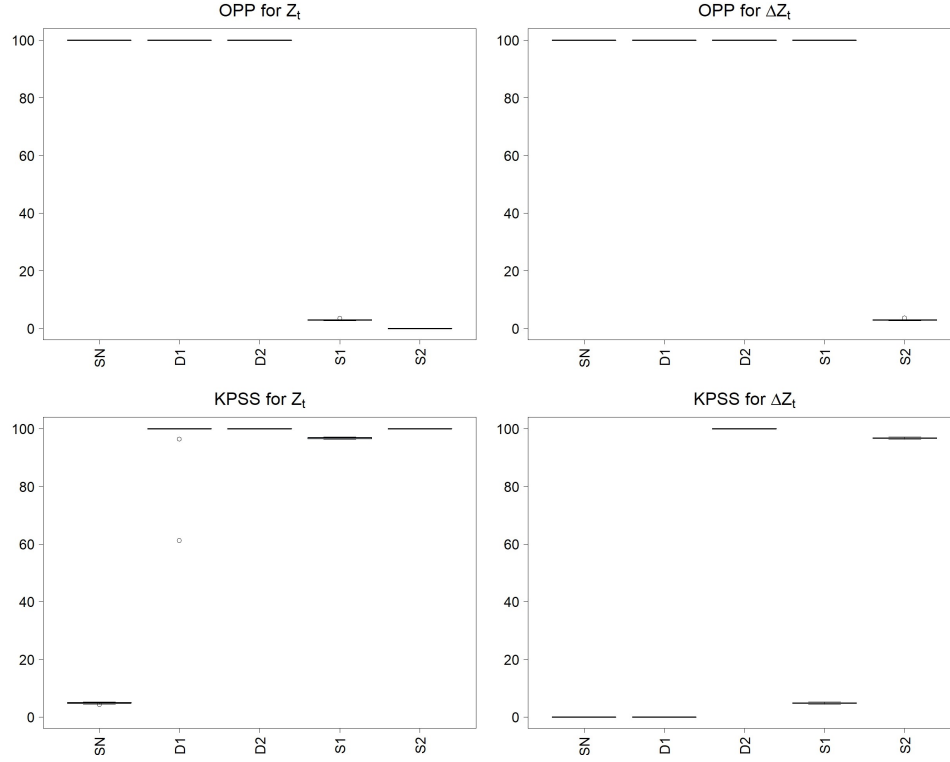 OPP for Zt
100
80
60
40
20
0
SN
D1
D2
S1
S2
OPP for ΔZt
100
80
60
40
20
0
SN
D1
D2
S1
S2
KPSS for Zt
100
80
60
40
20
0
SN
D1
D2
S1
S2
KPSS for ΔZt
100
80
60
40
20
0
SN
D1
D2
S1
S2